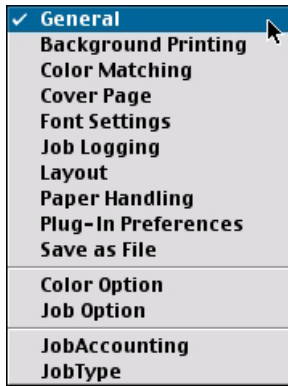 General
Background Printing
Color Matching
Cover Page
Font Settings
Job Logging
Layout
Paper Handling
Plug-In Preferences
Save as File
Color Option
Job Option
JobAccounting
JobType